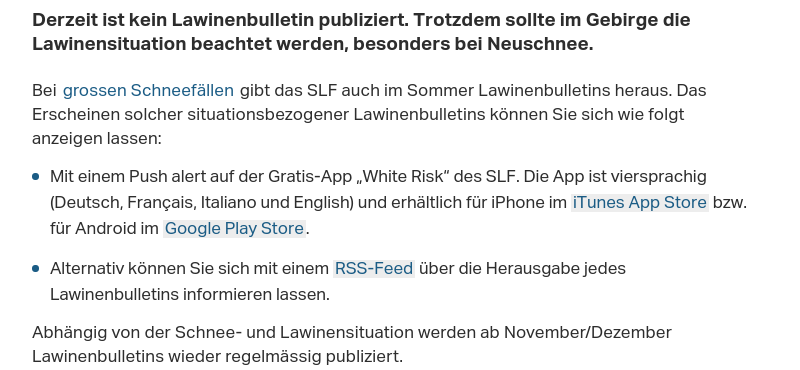 Derzeit ist kein Lawinenbulletin publiziert. Trotzdem sollte im Gebirge die
Lawinensituation beachtet werden, besonders bei Neuschnee.
Bei grossen Schneefällen gibt das SLF auch im Sommer Lawinenbulletins heraus. Das
Erscheinen solcher situationsbezogener Lawinenbulletins können Sie sich wie folgt
anzeigen lassen:
• Mit einem Push alert auf der Gratis-App „White Risk“ des SLF. Die App ist viersprachig
(Deutsch, Français, Italiano und English) und erhältlich für iPhone im iTunes App Store bzw.
für Android im Google Play Store.
• Alternativ können Sie sich mit einem RSS-Feed über die Herausgabe jedes
Lawinenbulletins informieren lassen.
Abhängig von der Schnee- und Lawinensituation werden ab November/Dezember
Lawinenbulletins wieder regelmässig publiziert.